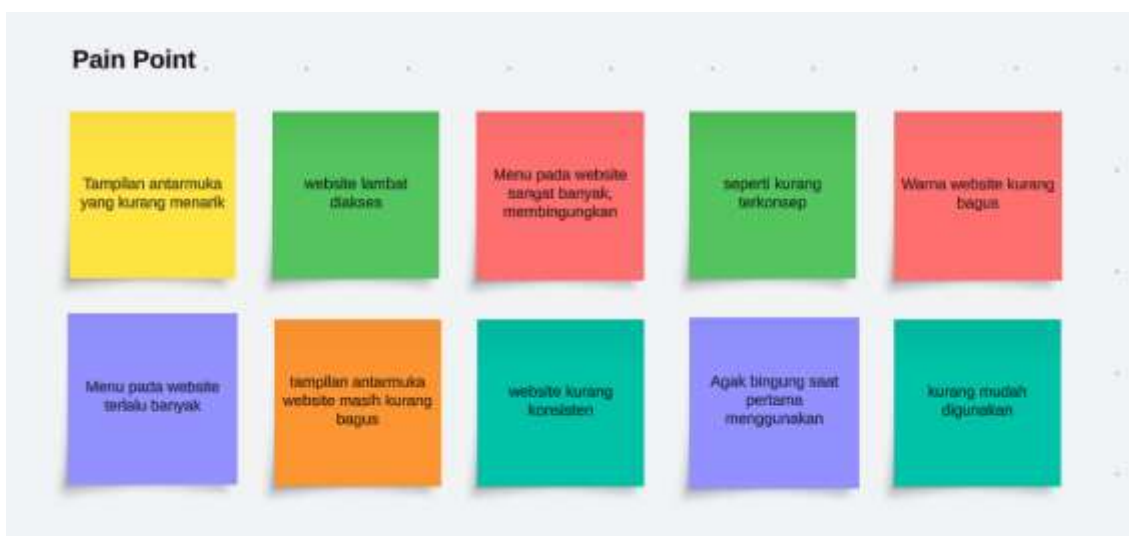 Pain Point
Tampilan antarmuka
yang kurang menarik
website lambat
diakses
Menu pada website
sangat banyak,
membingungkan
seperti kurang
terkonsep
Warna website kurang
bagus
Menu pada website
terlalu banyak
tampilan antarmuka
website masih kurang
bagus
website kurang
konsisten
Agak bingung saat
pertama
menggunakan
kurang mudah
digunakan